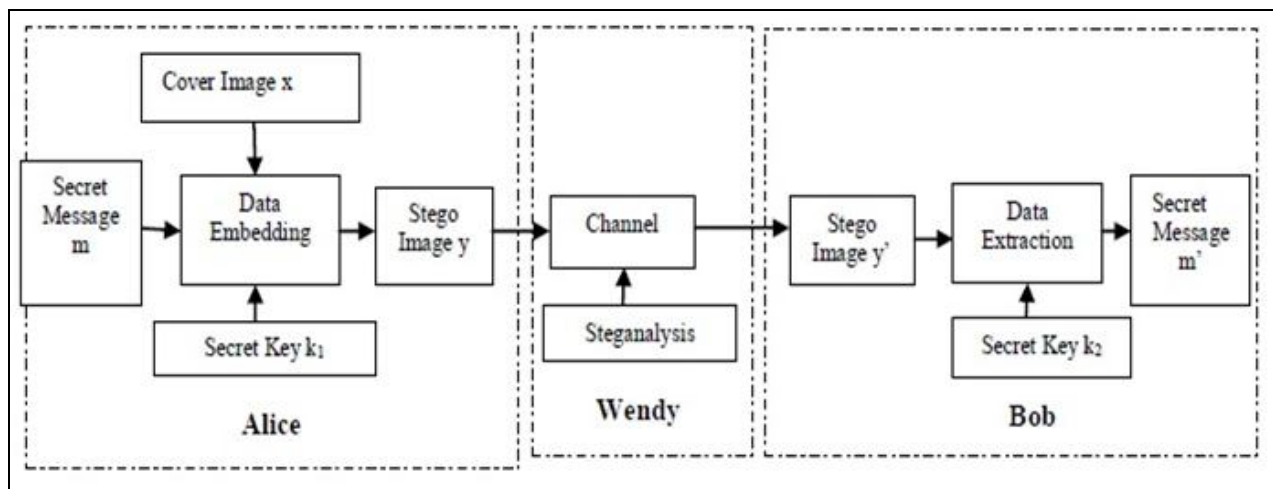 Cover Image x
Secret
Message
m
Data
Embedding
Stego
Image y
Secret Key k₁
Alice
Channel
Steganalysis
Wendy
Stego
Image y’
Data
Extraction
Secret
Message
m’
Secret Key k₂
Bob